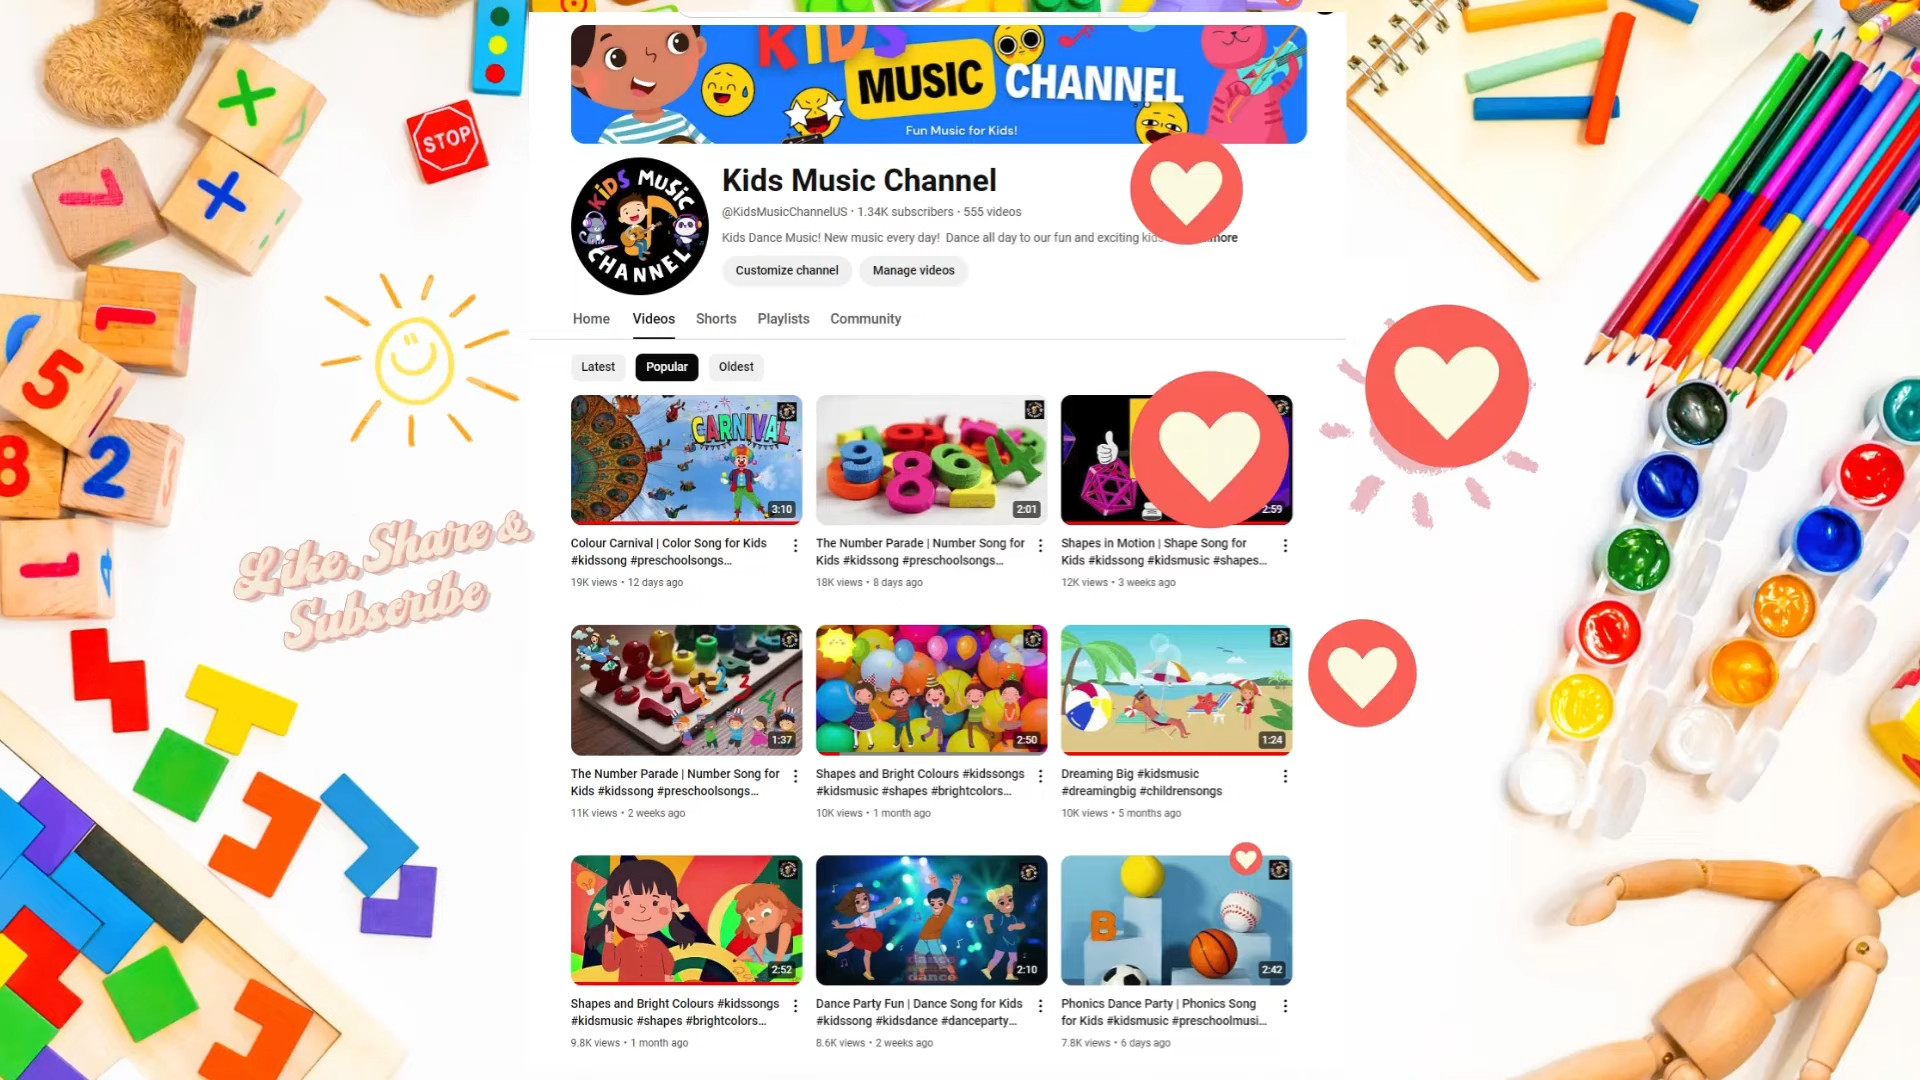 KIDS
MUSIC CHANNEL
Fun Music for Kids!
STOP
KIDS MUSIC
CHANNEL
Kids Music Channel
@KidsMusicChannelUS · 1.34K subscribers · 555 videos
Kids Dance Music! New music every day! Dance all day to our fun and exciting kids more
Customize channel
Manage videos
Home
Videos
Shorts
Playlists
Community
Latest
Popular
Oldest
CARNIVAL
3:10
2:01
2:59
Colour Carnival | Color Song for Kids
#kidssong #preschoolsongs...
19K views • 12 days ago
The Number Parade | Number Song for
Kids #kidssong #preschoolsongs...
18K views • 8 days ago
Shapes in Motion | Shape Song for
Kids #kidssong #kidsmusic #shapes...
12K views • 3 weeks ago
Like, Share &
Subscribe
5
8
2
1:37
2:50
1:24
The Number Parade | Number Song for
Kids #kidssong #preschoolsongs...
11K views • 2 weeks ago
Shapes and Bright Colours #kidssongs
#kidsmusic #shapes #brightcolors...
10K views • 1 month ago
Dreaming Big #kidsmusic
#dreamingbig #childrensongs
10K views • 5 months ago
B
dance
dance
2:52
2:10
2:42
Shapes and Bright Colours #kidssongs
#kidsmusic #shapes #brightcolors...
9.8K views • 1 month ago
Dance Party Fun | Dance Song for Kids
#kidssong #kidsdance #danceparty...
8.6K views • 2 weeks ago
Phonics Dance Party | Phonics Song
for Kids #kidsmusic #preschoolmusi...
7.8K views • 6 days ago